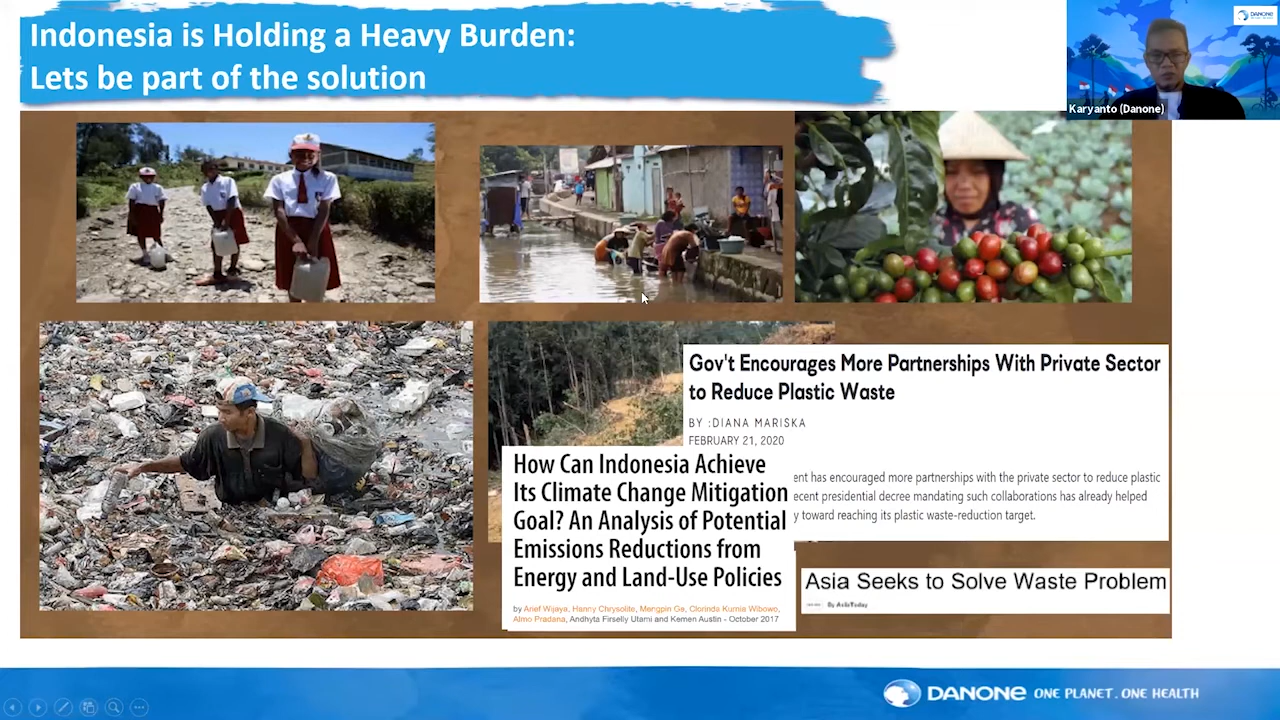 Indonesia is Holding a Heavy Burden:
Lets be part of the solution
DANONE
Karyanto (Danone)
Gov't Encourages More Partnerships With Private Sector
to Reduce Plastic Waste
BY :DIANA MARISKA
FEBRUARY 21, 2020
ent has encouraged more partnerships with the private sector to reduce plastic
ecent presidential decree mandating such collaborations has already helped
y toward reaching its plastic waste-reduction target.
How Can Indonesia Achieve
Its Climate Change Mitigation
Goal? An Analysis of Potential
Emissions Reductions from
Energy and Land-Use Policies
by Arief Wijaya, Hanny Chrysolite, Mengpin Ge, Clorinda Kurnia Wibowo,
Almo Pradana, Andhyta Firselly Utami and Kemen Austin - October 2017
Asia Seeks to Solve Waste Problem
By AsiaToday
DANONE ONE PLANET. ONE HEALTH